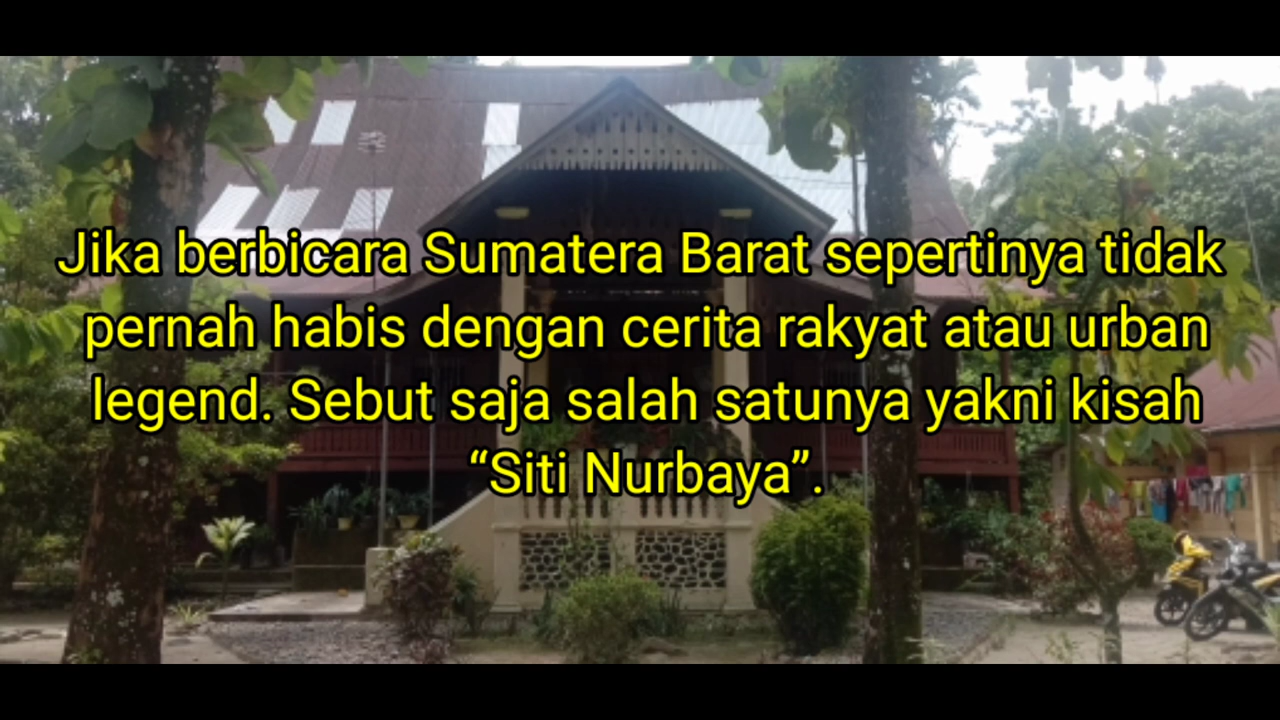 Jika berbicara Sumatera Barat sepertinya tidak
pernah habis dengan cerita rakyat atau urban
legend. Sebut saja salah satunya yakni kisah
“Siti Nurbaya”.